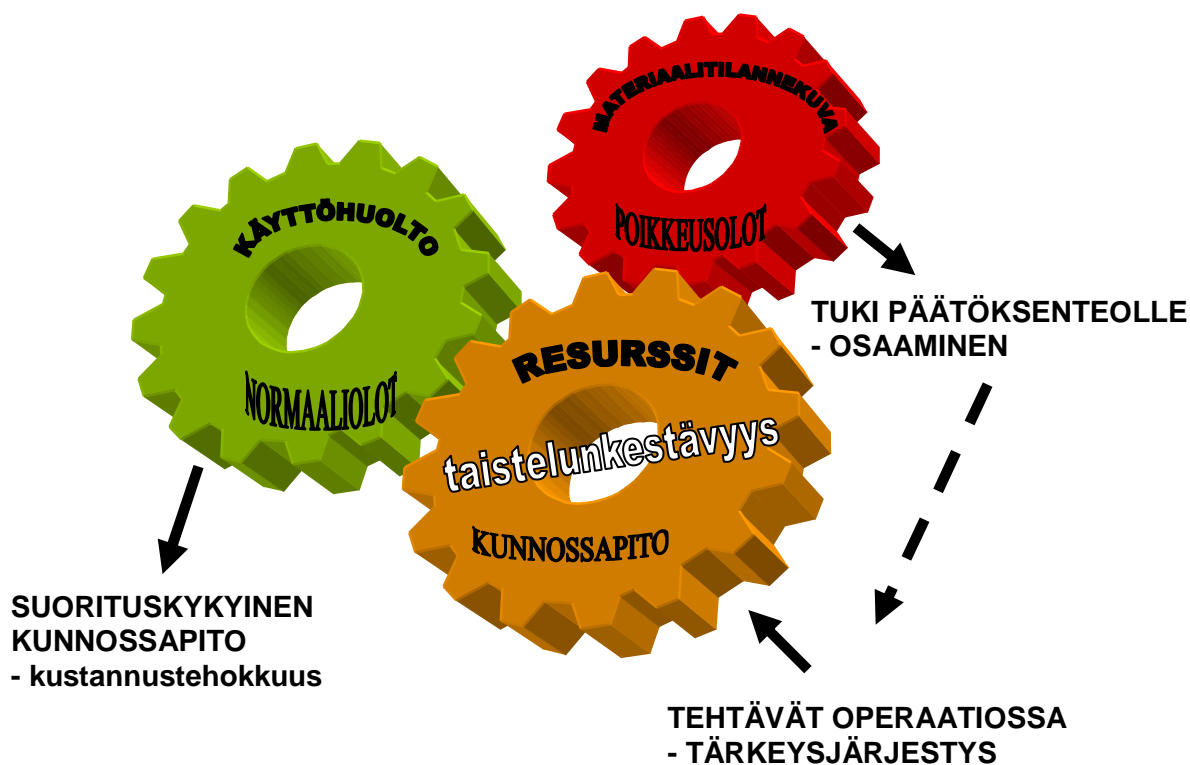 MATERIAALITILANNEKUVA
POIKKEUSOLOT
KÄYTTÖHUOLTO
NORMAALIOLOT
RESURSSIT
taistelunkestävyys
KUNNOSSAPITO
TUKI PÄÄTÖKSENTEOLLE
- OSAAMINEN
SUORITUSKYKYINEN
KUNNOSSAPITO
- kustannustehokkuus
TEHTÄVÄT OPERAATIOSSA
- TÄRKEYSJÄRJESTYS